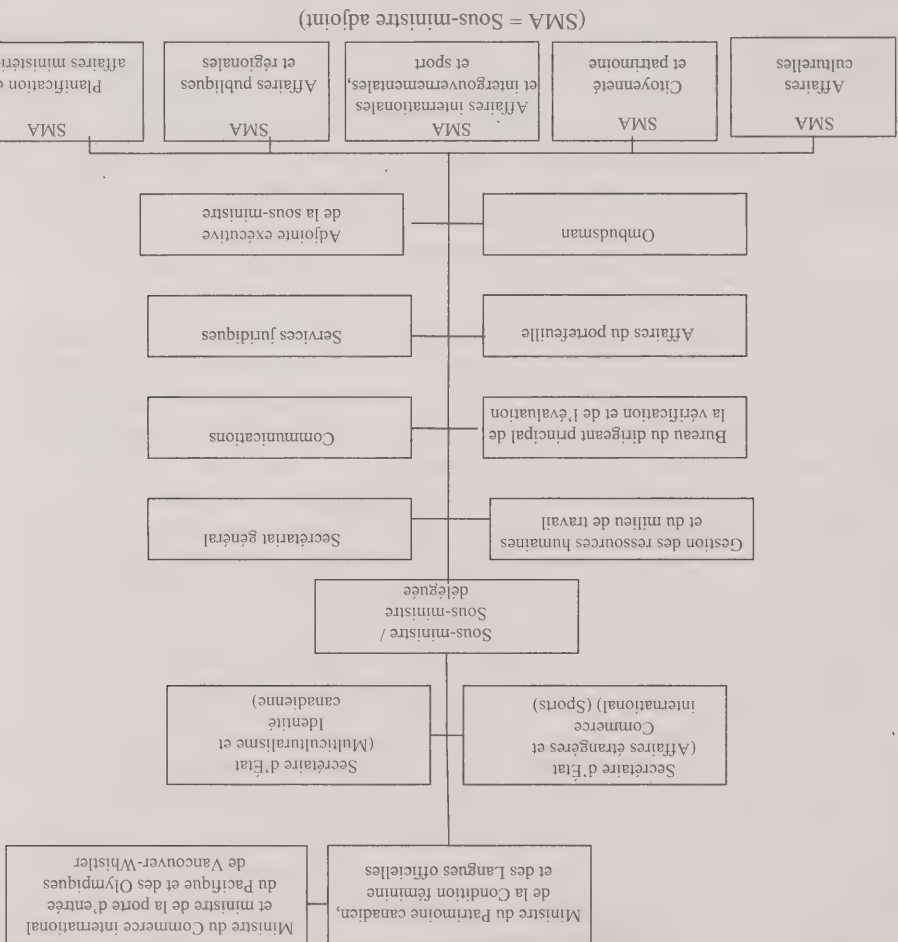 Ministre du Patrimoine canadien,
de la Condition féminine
et des Langues officielles
Ministre du Commerce international
et ministre de la porte d'entrée
du Pacifique et des Olympiques
de Vancouver-Whistler
Secrétaire d'État
(Affaires étrangères et
Commerce
international) (Sports)
Secrétaire d'État
(Multiculturalisme et
Identité
canadienne)
Sous-ministre /
Sous-ministre
déléguée
Gestion des ressources humaines
et du milieu de travail
Secrétariat général
Bureau du dirigeant principal de
la vérification et de l'évaluation
Communications
Affaires du portefeuille
Services juridiques
Ombudsman
Adjointe exécutive
de la sous-ministre
SMA
Affaires
culturelles
SMA
Citoyenneté
et patrimoine
SMA
Affaires internationales
et intergouvernementales,
et sport
SMA
Affaires publiques
et régionales
SMA
Planification e
affaires ministérie
(SMA = Sous-ministre adjoint)